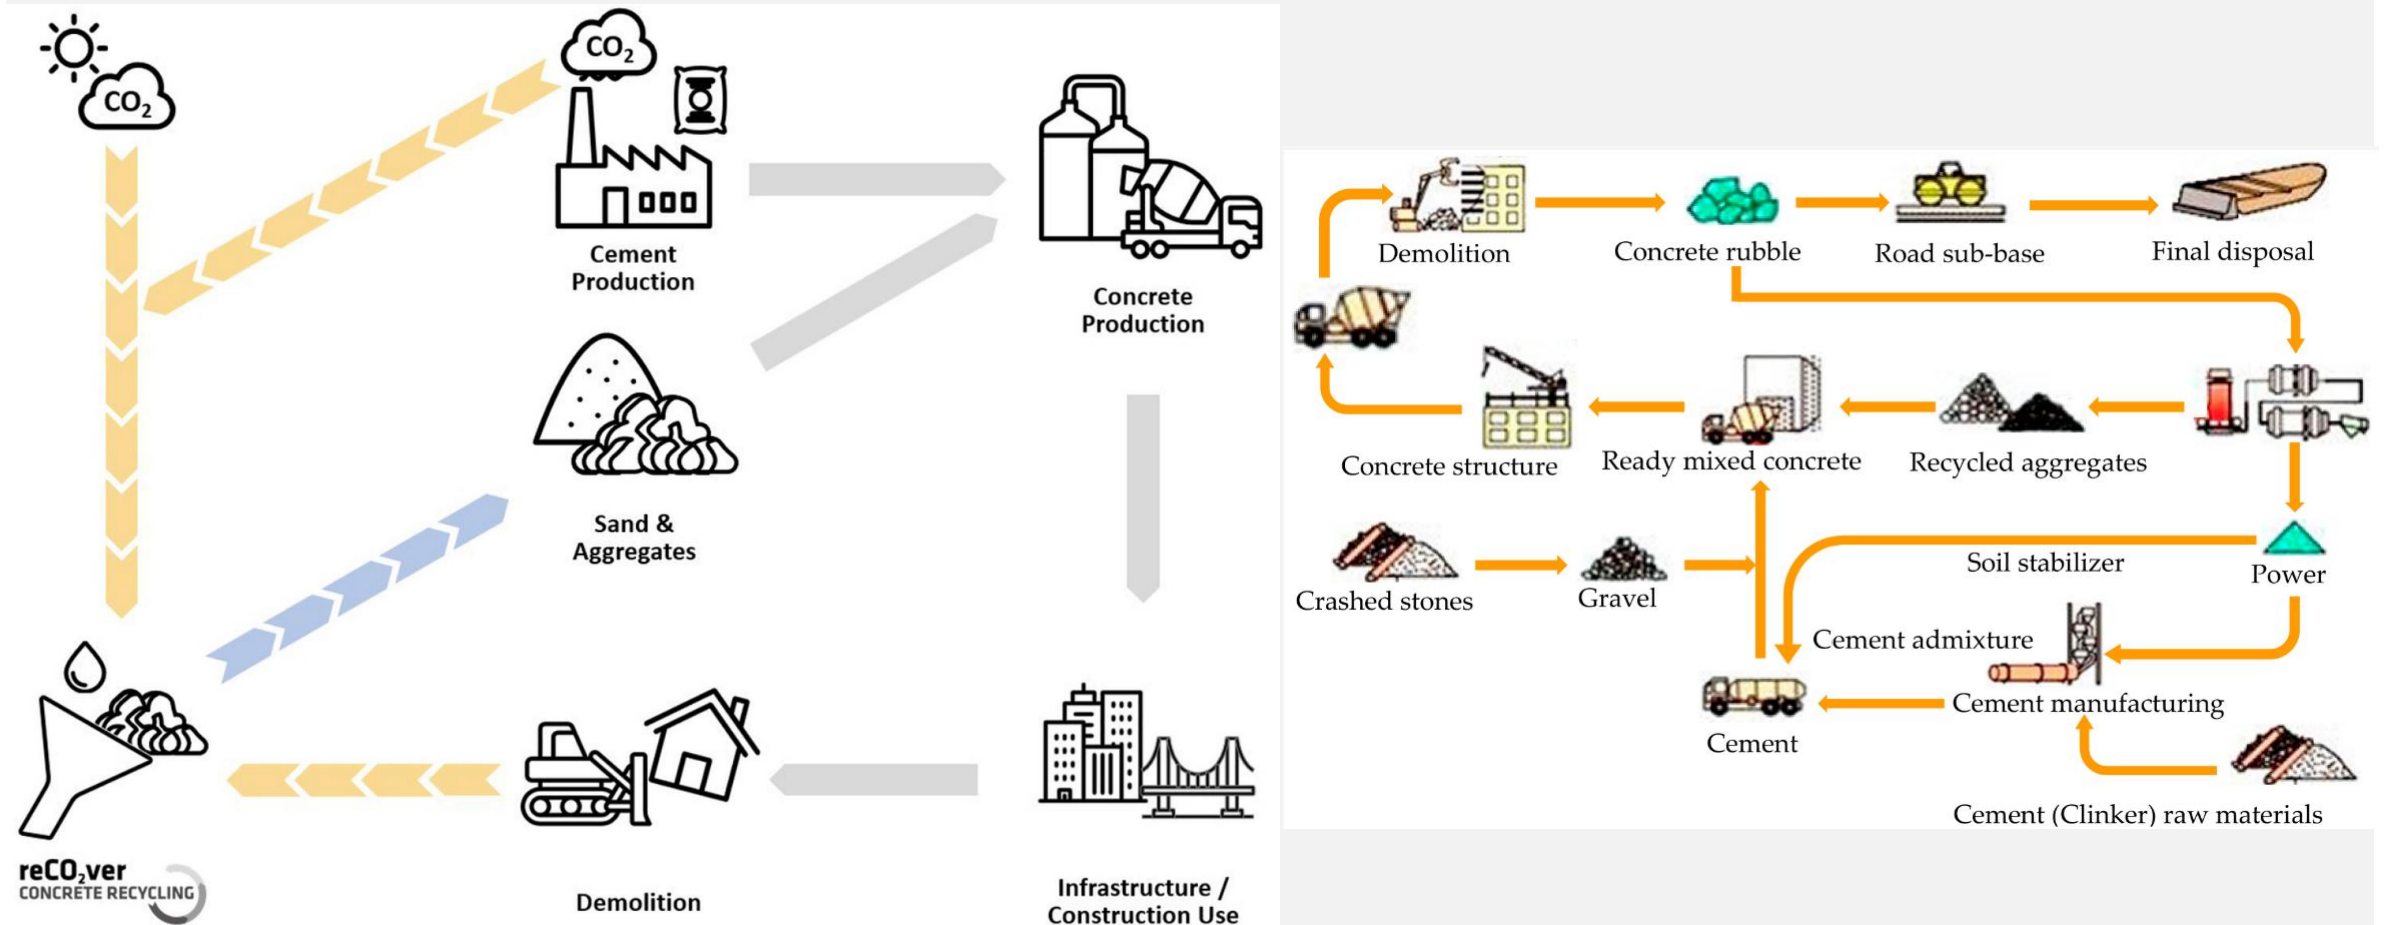 CO₂
CO₂
Cement
Production
Concrete
Production
Sand &
Aggregates
reCO₂ver
CONCRETE RECYCLING
Demolition
Infrastructure /
Construction Use
Demolition
Concrete rubble
Road sub-base
Final disposal
Concrete structure
Ready mixed concrete
Recycled aggregates
Crashed stones
Gravel
Soil stabilizer
Power
Cement admixture
Cement manufacturing
Cement
Cement (Clinker) raw materials